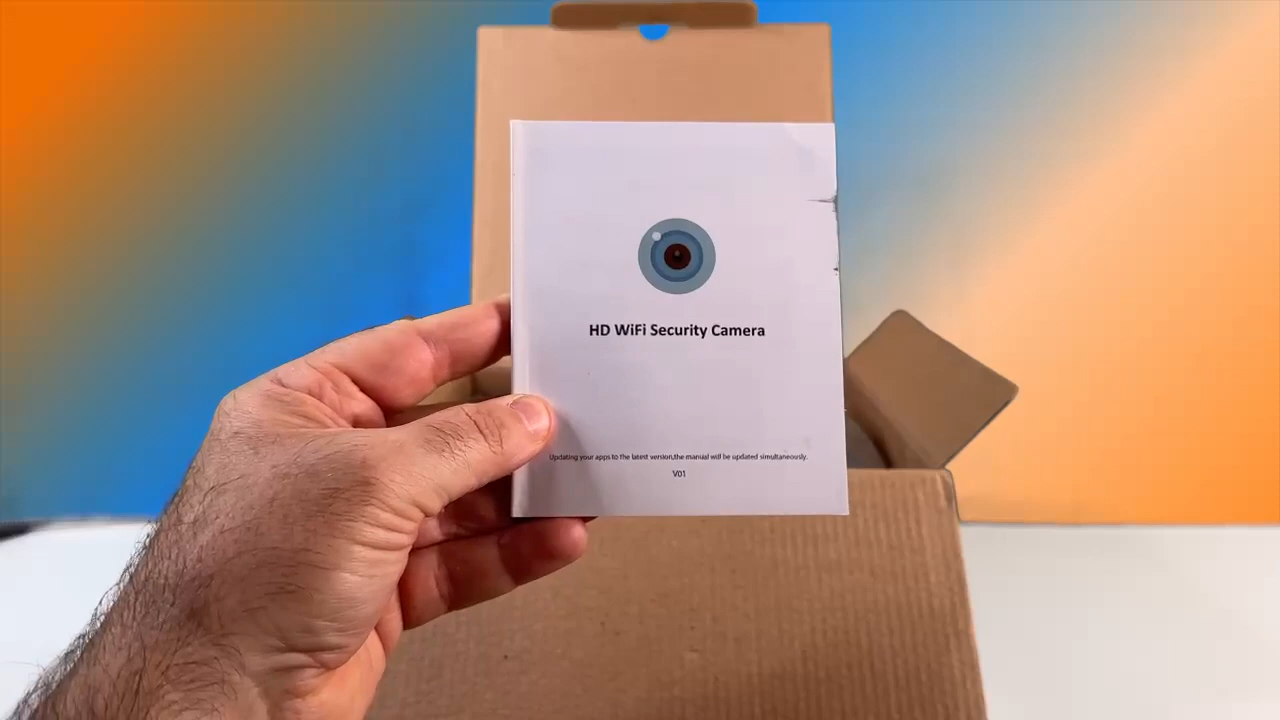 HD WiFi Security Camera
Updating your apps to the latest version,the manual will be updated simultaneously.
V01